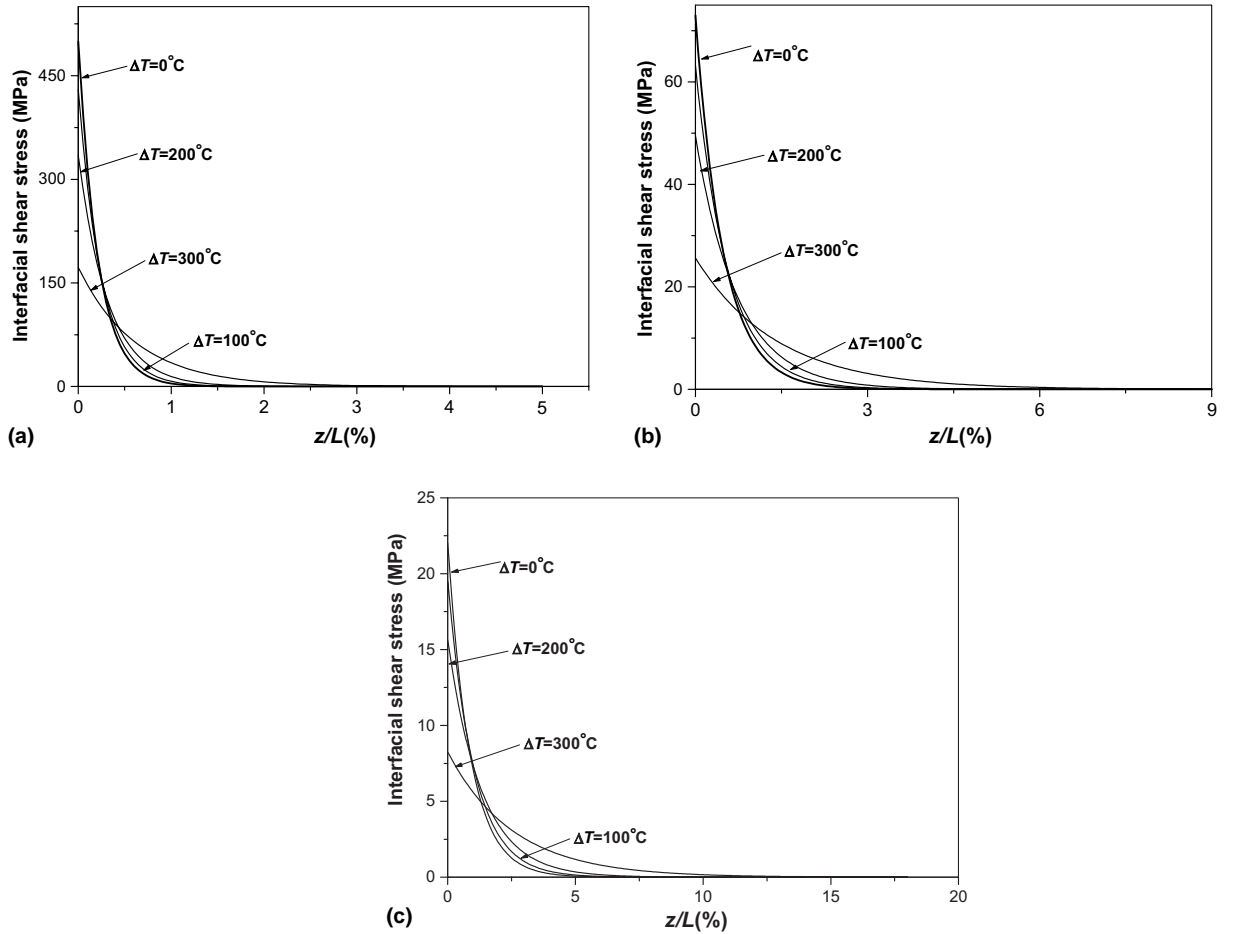 Interfacial shear stress (MPa)
450
300
150
0
ΔT=0°C
ΔT=200°C
ΔT=300°C
ΔT=100°C
0 1 2 3 4 5
(a)
z/L(%)
Interfacial shear stress (MPa)
60
40
20
0
ΔT=0°C
ΔT=200°C
ΔT=300°C
ΔT=100°C
0 3 6 9
(b)
z/L(%)
Interfacial shear stress (MPa)
25
20
15
10
5
0
ΔT=0°C
ΔT=200°C
ΔT=300°C
ΔT=100°C
0 5 10 15 20
(c)
z/L(%)